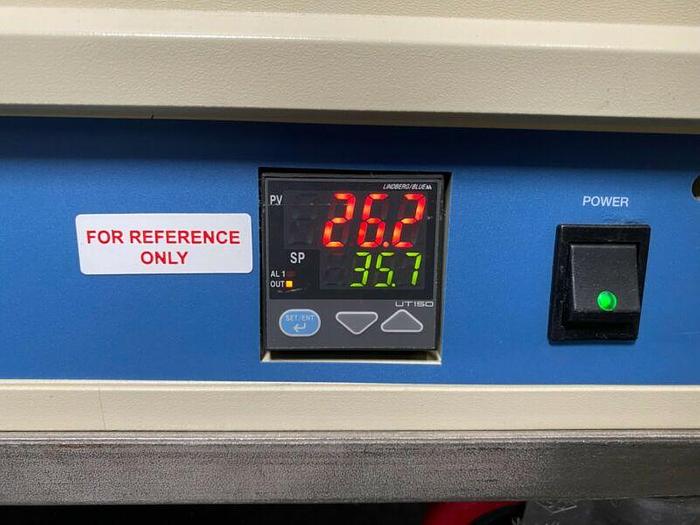 LINDBERG/BLUE M
PV 26.2
SP 35.7
AL 1
OUT
UT150
SET/ENT
FOR REFERENCE
ONLY
POWER